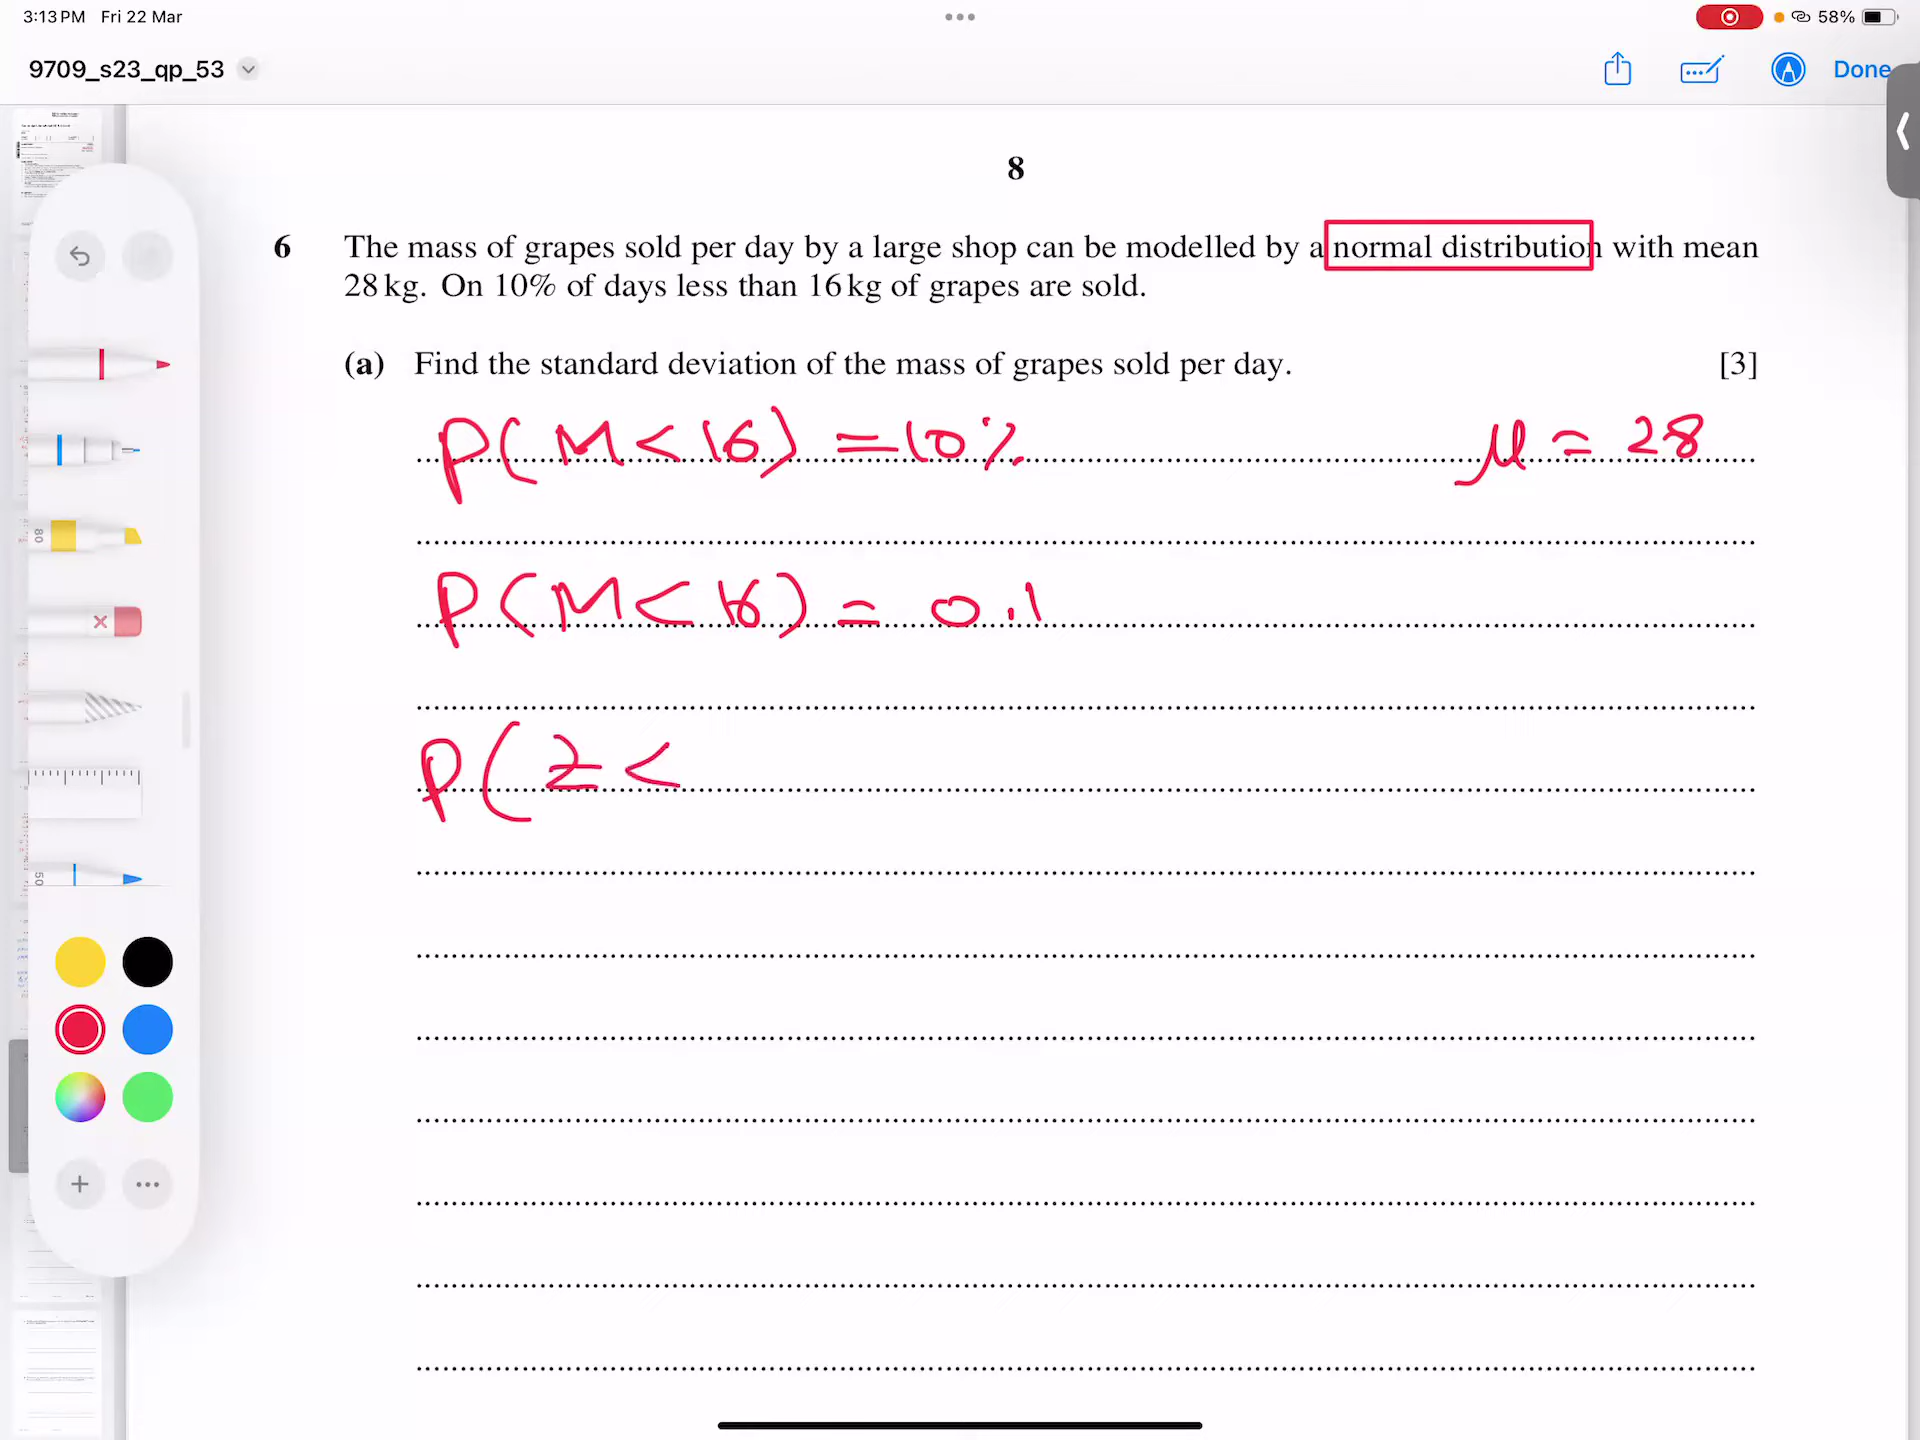 3:13 PM Fri 22 Mar
58%
9709_s23_qp_53
Done
8
6 The mass of grapes sold per day by a large shop can be modelled by a normal distribution with mean
28 kg. On 10% of days less than 16 kg of grapes are sold.
(a) Find the standard deviation of the mass of grapes sold per day. [3]
P(M < 16) = 10% μ = 28
P(M < 16) = 0.1
P(Z <
80
50